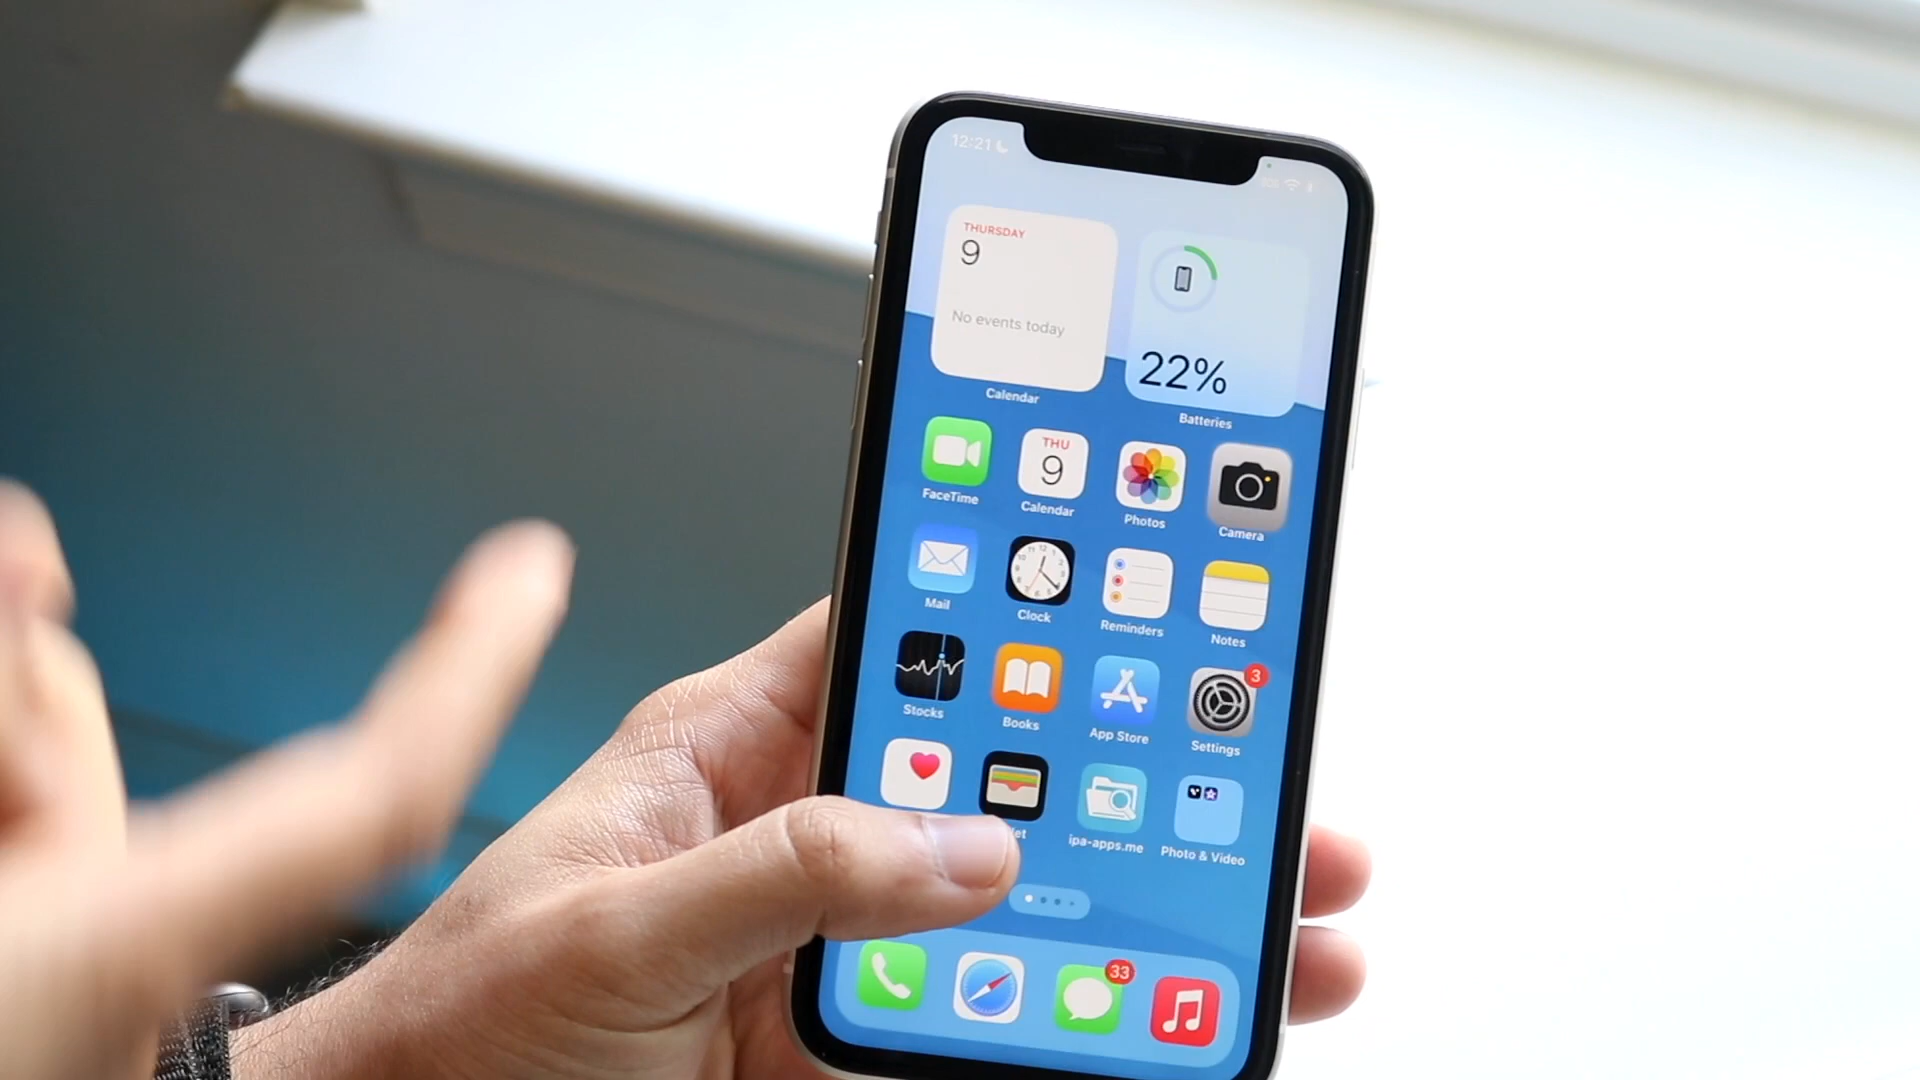 12:21
THURSDAY
9
No events today
22%
Calendar
Batteries
THU
9
FaceTime
Calendar
Photos
Camera
Mail
Clock
Reminders
Notes
3
Stocks
Books
App Store
Settings
let
ipa-apps.me
Photo & Video
33